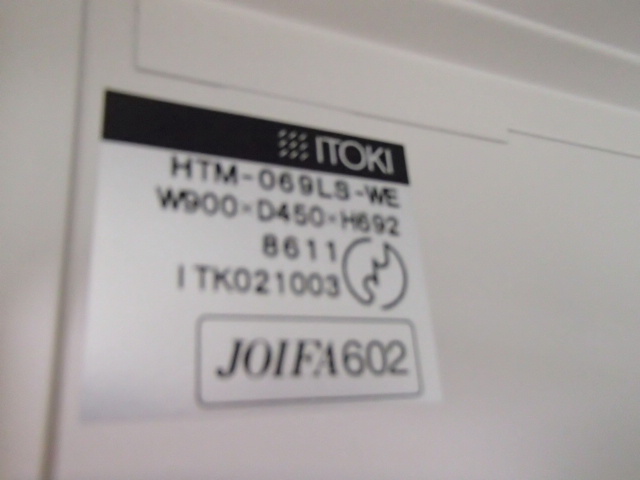 ITOKI
HTM-069LS-WE
W900×D450×H692
8611
ITK021003
JOIFA602